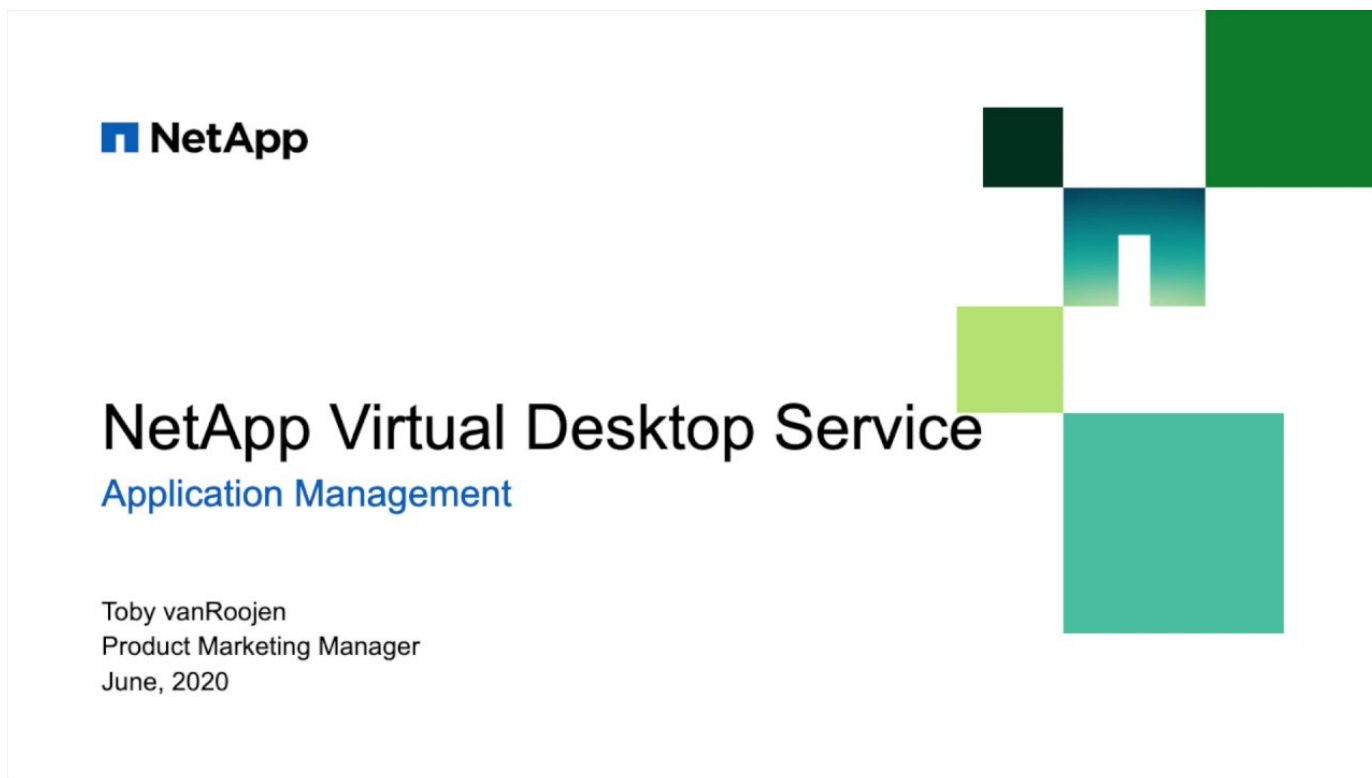 NetApp
NetApp Virtual Desktop Service
Application Management
Toby vanRoojen
Product Marketing Manager
June, 2020